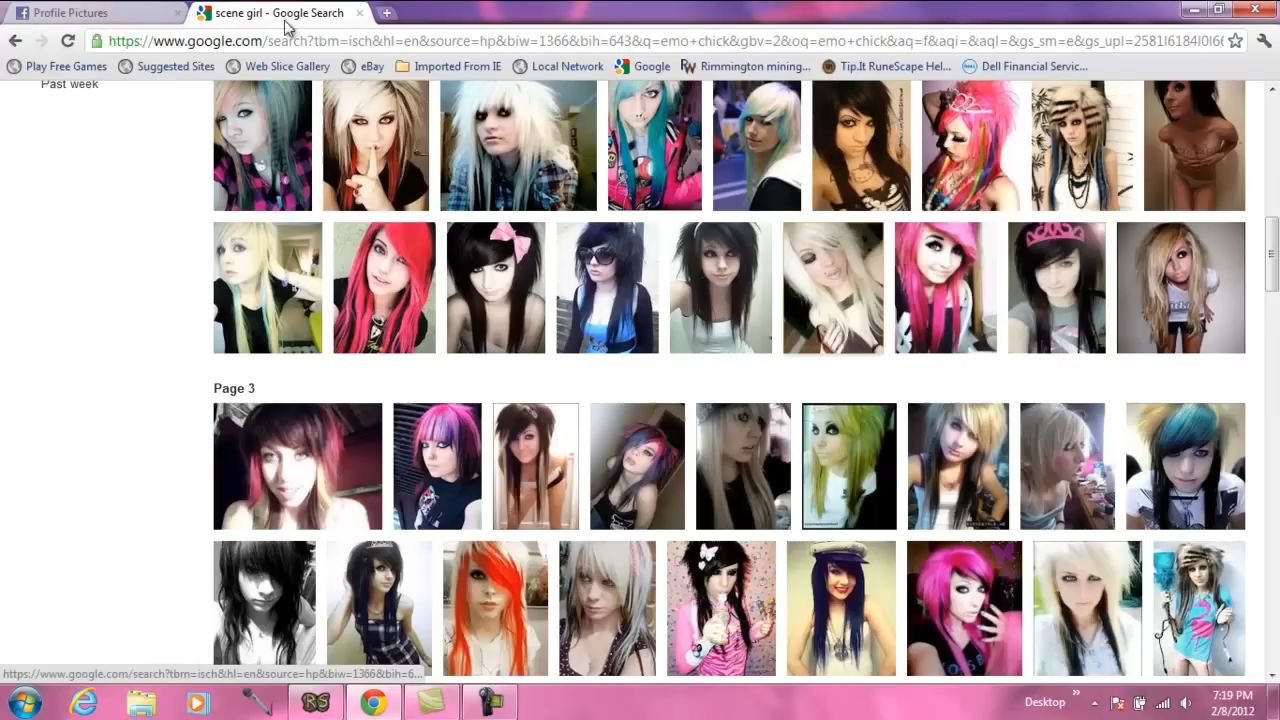 Profile Pictures
scene girl - Google Search
https://www.google.com/search?tbm=isch&hl=en&source=hp&biw=1366&bih=643&q=emo+chick&gbv=2&oq=emo+chick&aq=f&aqi=&aql=&gs_sm=e&gs_upl=2581l6184l0l6
Play Free Games
Suggested Sites
Web Slice Gallery
eBay
Imported From IE
Local Network
Google
Rimmington mining...
Tip.It RuneScape Hel...
Dell Financial Servic...
Past week
Page 3
https://www.google.com/search?tbm=isch&hl=en&source=hp&biw=1366&bih=6...
Desktop
7:19 PM
2/8/2012